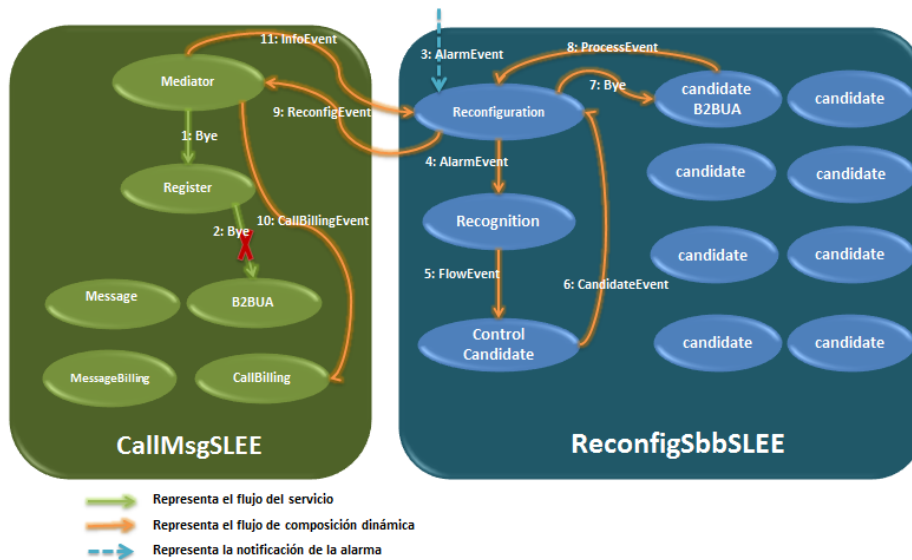 11: InfoEvent
Mediator
9: ReconfigEvent
1: Bye
Register
10: CallBillingEvent
2: Bye
Message
B2BUA
MessageBilling
CallBilling
CallMsgSLEE
3: AlarmEvent
8: ProcessEvent
7: Bye
Reconfiguration
candidate
B2BUA
candidate
4: AlarmEvent
candidate
candidate
Recognition
5: FlowEvent
6: CandidateEvent
candidate
candidate
Control
Candidate
candidate
candidate
ReconfigSbbSLEE
Representa el flujo del servicio
Representa el flujo de composición dinámica
Representa la notificación de la alarma